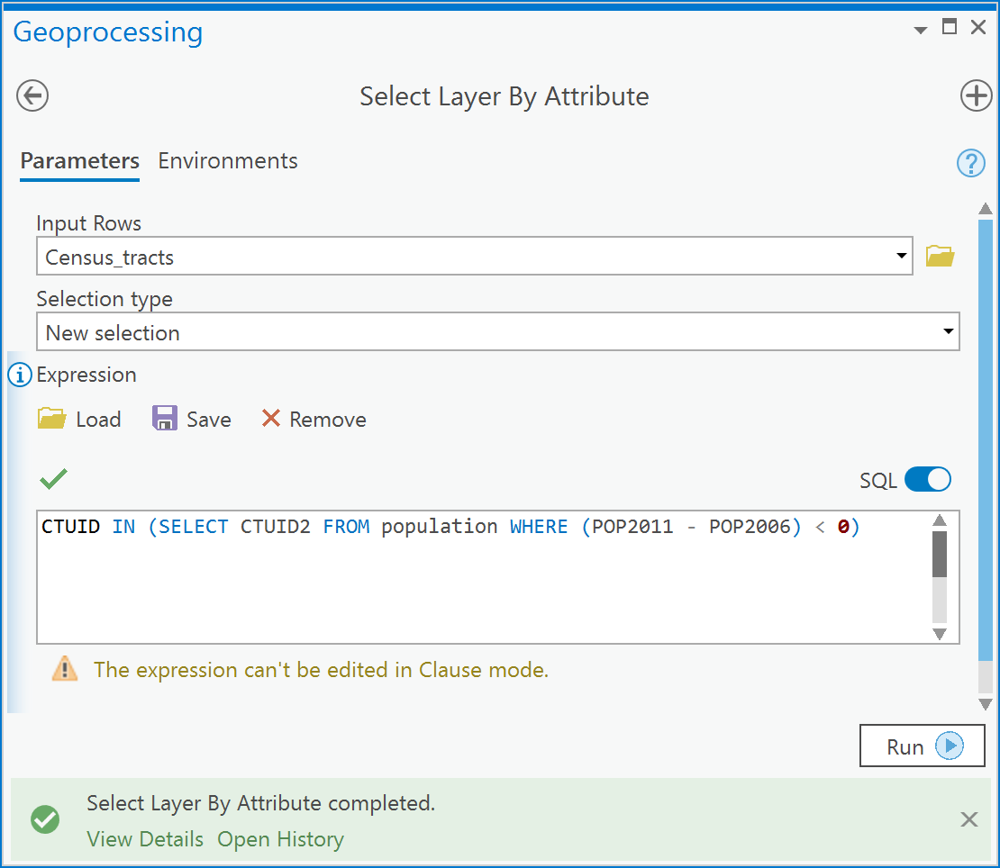 Geoprocessing
Select Layer By Attribute
Parameters Environments
Input Rows
Census_tracts
Selection type
New selection
Expression
Load Save Remove
SQL
CTUID IN (SELECT CTUID2 FROM population WHERE (POP2011 - POP2006) < 0)
The expression can't be edited in Clause mode.
Run
Select Layer By Attribute completed.
View Details Open History